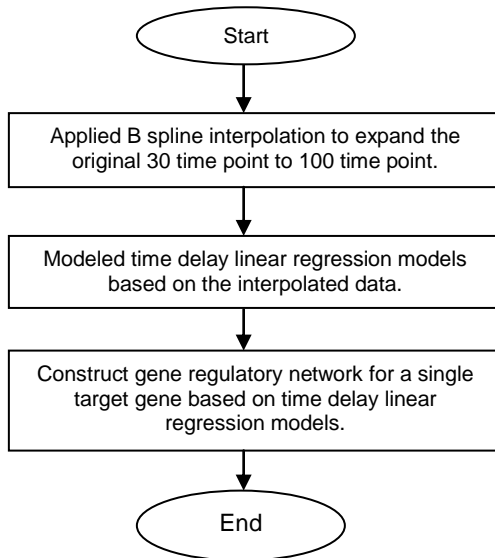 Start
Applied B spline interpolation to expand the
original 30 time point to 100 time point.
Modeled time delay linear regression models
based on the interpolated data.
Construct gene regulatory network for a single
target gene based on time delay linear
regression models.
End